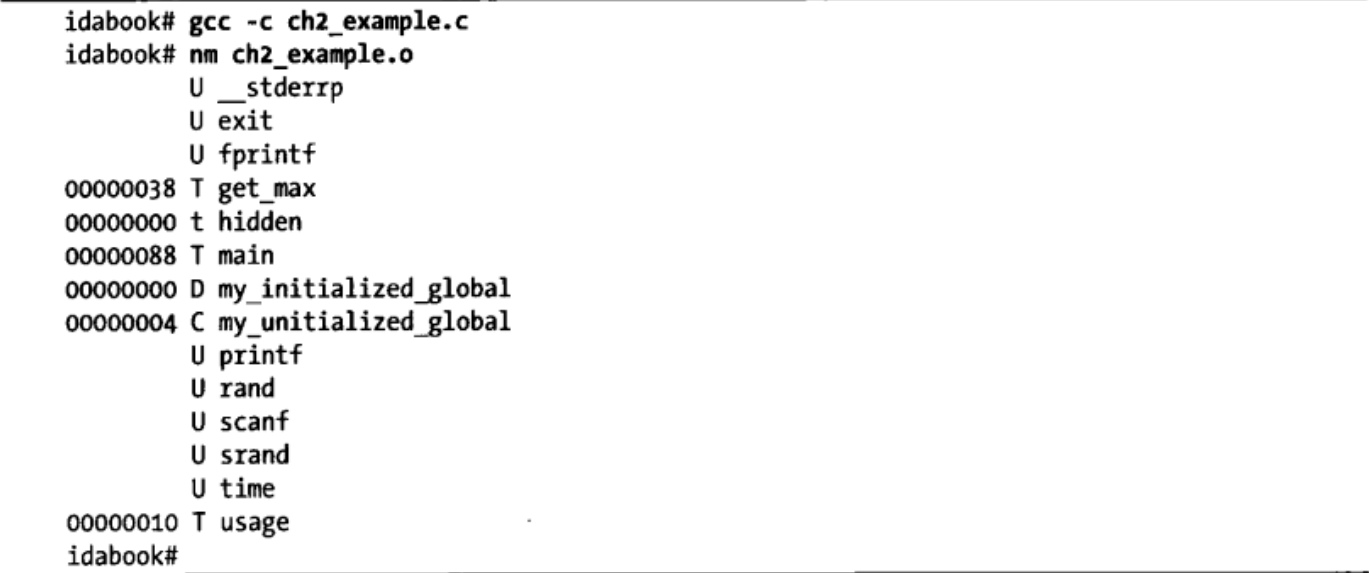 idabook# gcc -c ch2_example.c
idabook# nm ch2_example.o
U __stderrp
U exit
U fprintf
00000038 T get_max
00000000 t hidden
00000088 T main
00000000 D my_initialized_global
00000004 C my_unitialized_global
U printf
U rand
U scanf
U srand
U time
00000010 T usage
idabook#